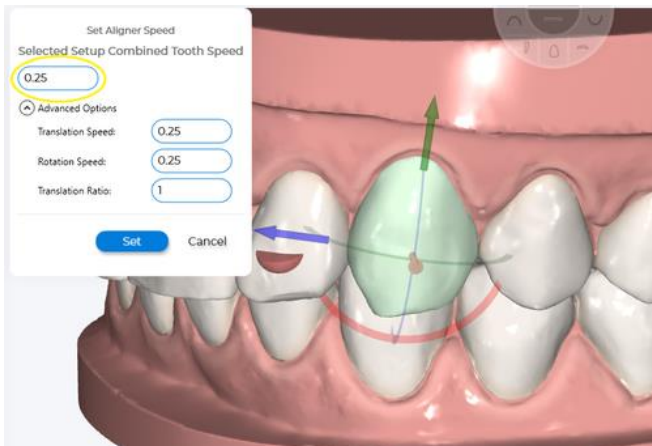 Set Aligner Speed
Selected Setup Combined Tooth Speed
0.25
Advanced Options
Translation Speed: 0.25
Rotation Speed: 0.25
Translation Ratio: 1
Set Cancel